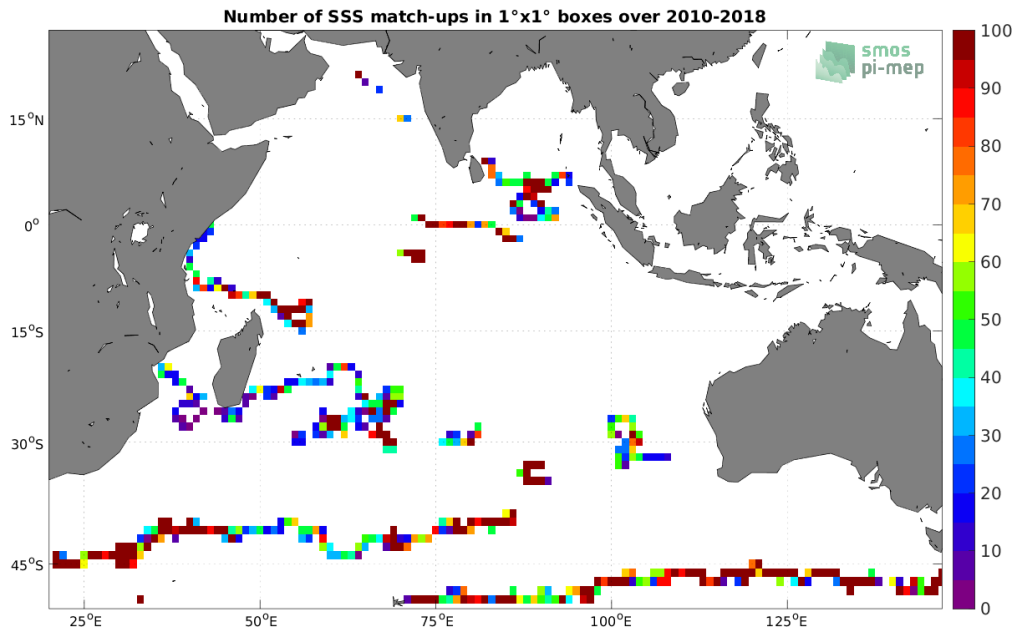 Number of SSS match-ups in 1°x1° boxes over 2010-2018
smos
pi-mep
15°N
0°
15°S
30°S
45°S
25°E
50°E
75°E
100°E
125°E
100
90
80
70
60
50
40
30
20
10
0